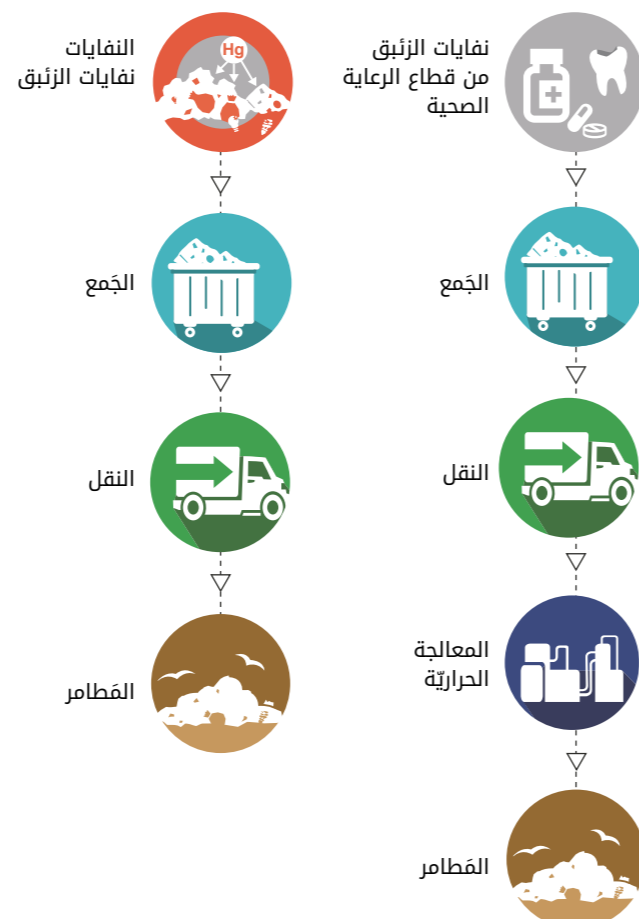 نفايات الزئبق
من قطاع الرعاية
الصحية
الجَمع
النقل
المعالجة
الحراريّة
المَطامر
النفايات
نفايات الزئبق
Hg
الجَمع
النقل
المَطامر